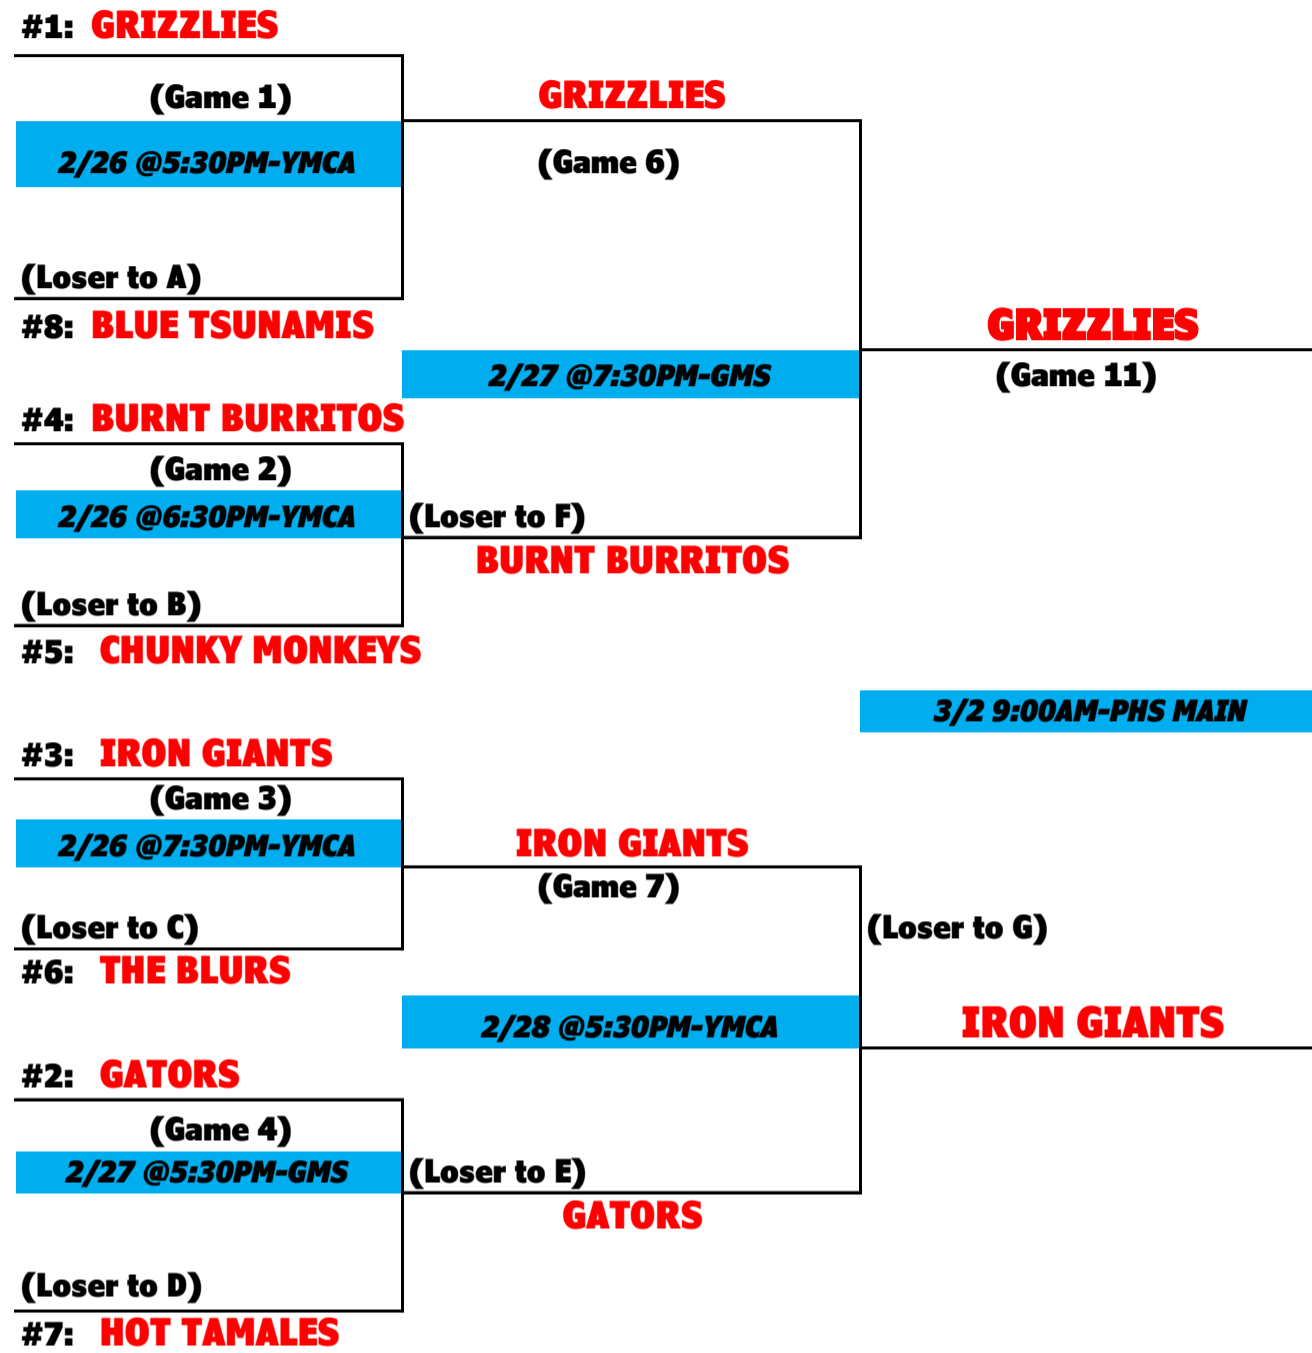 #1: GRIZZLIES
(Game 1)
GRIZZLIES
2/26 @5:30PM-YMCA
(Game 6)
(Loser to A)
#8: BLUE TSUNAMIS
GRIZZLIES
2/27 @7:30PM-GMS
(Game 11)
#4: BURNT BURRITOS
(Game 2)
2/26 @6:30PM-YMCA
(Loser to F)
BURNT BURRITOS
(Loser to B)
#5: CHUNKY MONKEYS
3/2 9:00AM-PHS MAIN
#3: IRON GIANTS
(Game 3)
2/26 @7:30PM-YMCA
IRON GIANTS
(Game 7)
(Loser to C)
(Loser to G)
#6: THE BLURS
2/28 @5:30PM-YMCA
IRON GIANTS
#2: GATORS
(Game 4)
2/27 @5:30PM-GMS
(Loser to E)
GATORS
(Loser to D)
#7: HOT TAMALES